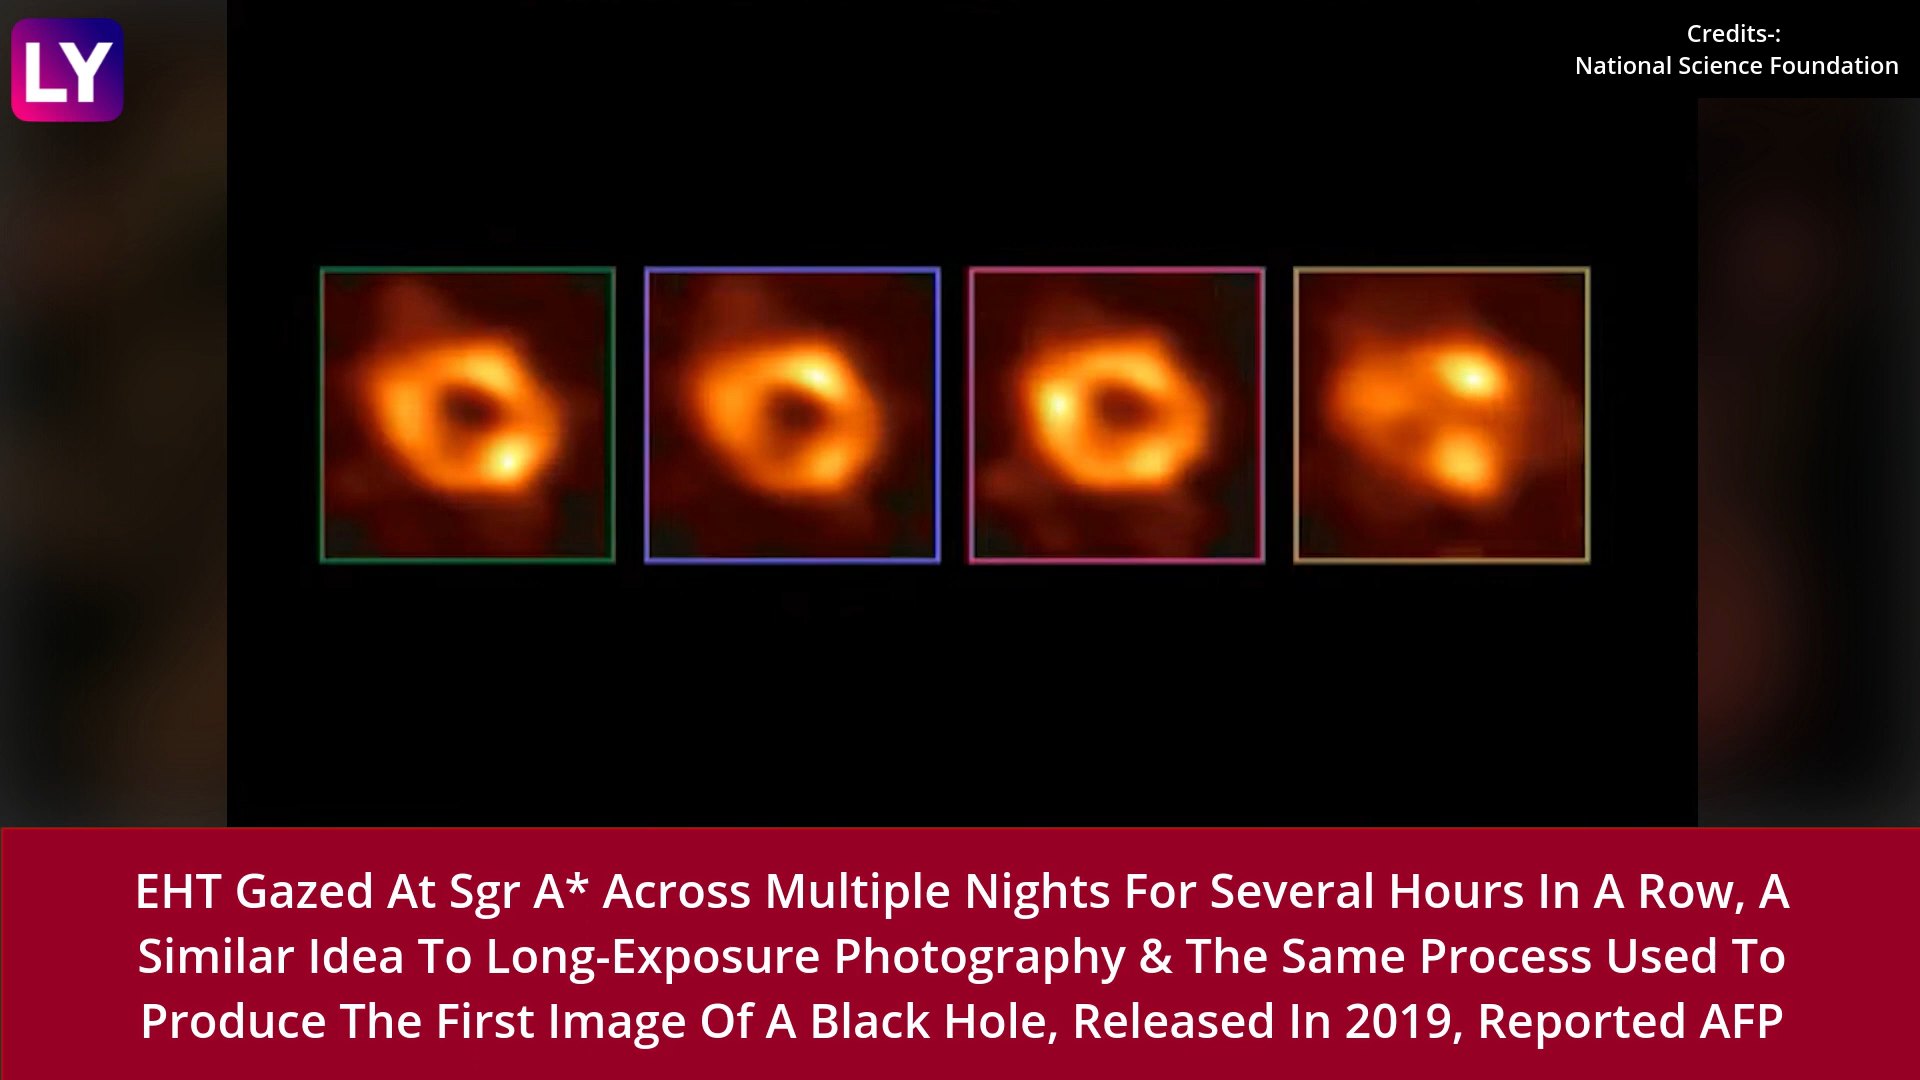 LY
Credits-:
National Science Foundation
EHT Gazed At Sgr A* Across Multiple Nights For Several Hours In A Row, A
Similar Idea To Long-Exposure Photography & The Same Process Used To
Produce The First Image Of A Black Hole, Released In 2019, Reported AFP